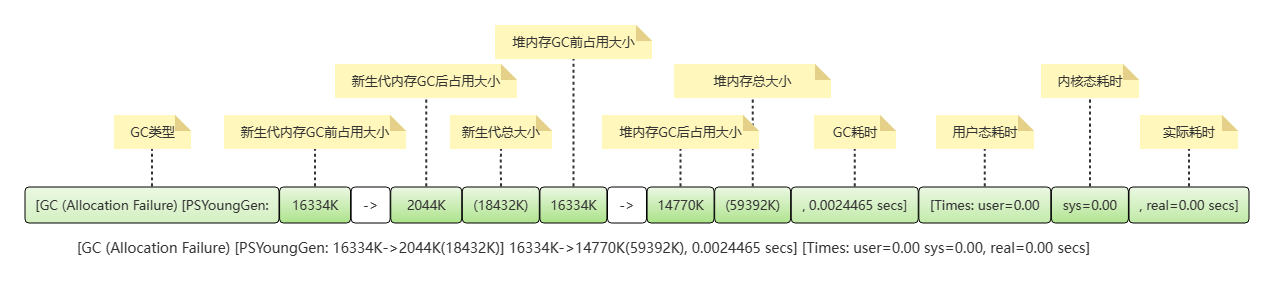 堆内存GC前占用大小
新生代内存GC后占用大小 堆内存总大小 内核态耗时
GC类型 新生代内存GC前占用大小 新生代总大小 堆内存GC后占用大小 GC耗时 用户态耗时 实际耗时
[GC (Allocation Failure) [PSYoungGen: 16334K -> 2044K (18432K) 16334K -> 14770K (59392K) , 0.0024465 secs] [Times: user=0.00 sys=0.00 , real=0.00 secs]
[GC (Allocation Failure) [PSYoungGen: 16334K->2044K(18432K)] 16334K->14770K(59392K), 0.0024465 secs] [Times: user=0.00 sys=0.00, real=0.00 secs]